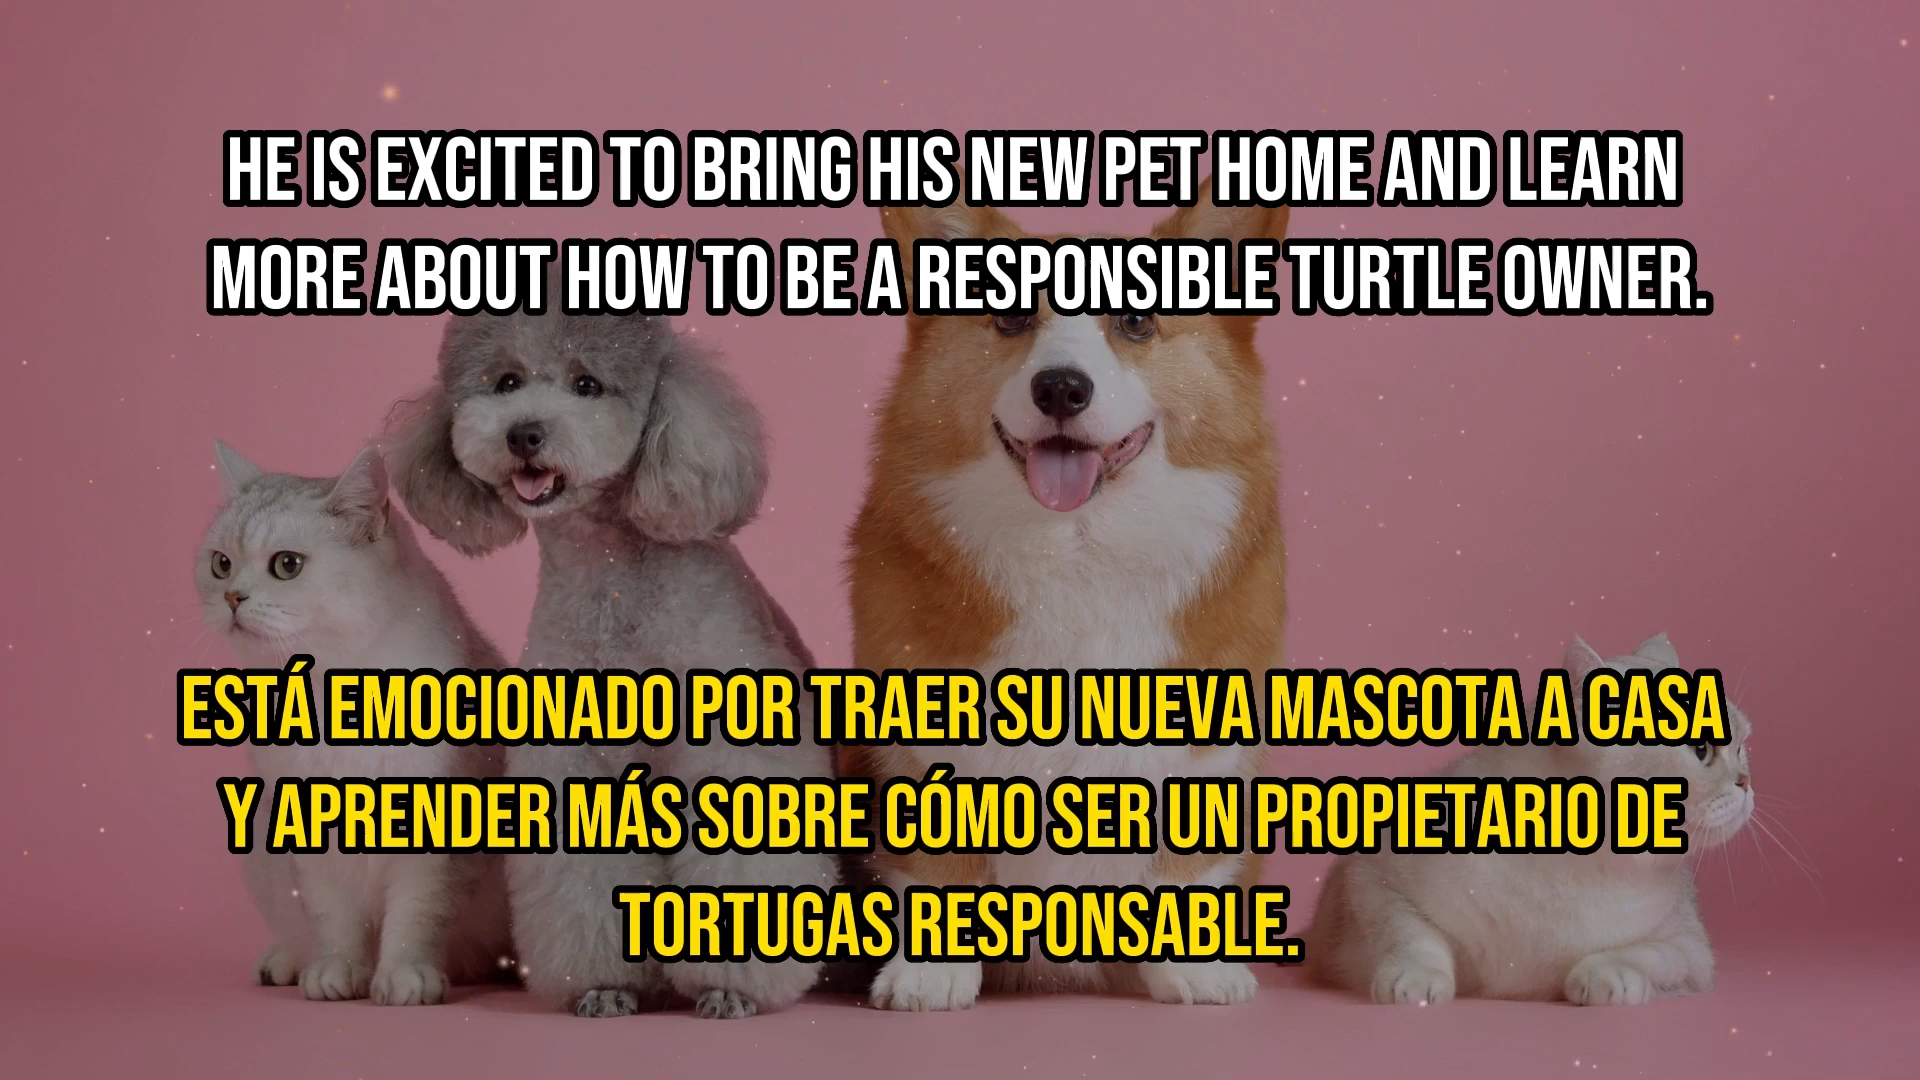 HE IS EXCITED TO BRING HIS NEW PET HOME AND LEARN
MORE ABOUT HOW TO BE A RESPONSIBLE TURTLE OWNER.
ESTÁ EMOCIONADO POR TRAER SU NUEVA MASCOTA A CASA
Y APRENDER MÁS SOBRE CÓMO SER UN PROPIETARIO DE
TORTUGAS RESPONSABLE.